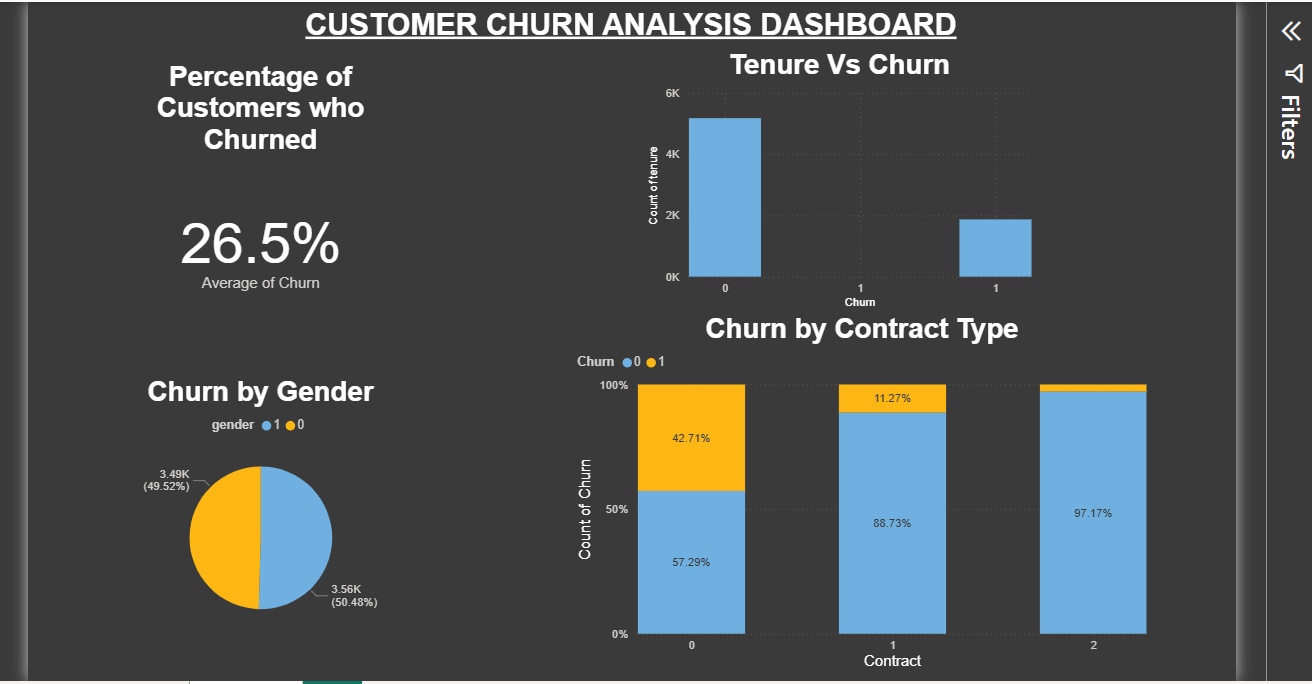 CUSTOMER CHURN ANALYSIS DASHBOARD
Percentage of
Customers who
Churned
26.5%
Average of Churn
Tenure Vs Churn
6K
4K
2K
0K
Count of tenure
0
1
1
Churn
Churn by Gender
gender 1 0
3.49K
(49.52%)
3.56K
(50.48%)
Churn by Contract Type
Churn 0 1
100%
50%
0%
Count of Churn
42.71%
57.29%
11.27%
88.73%
97.17%
0
1
2
Contract
Filters